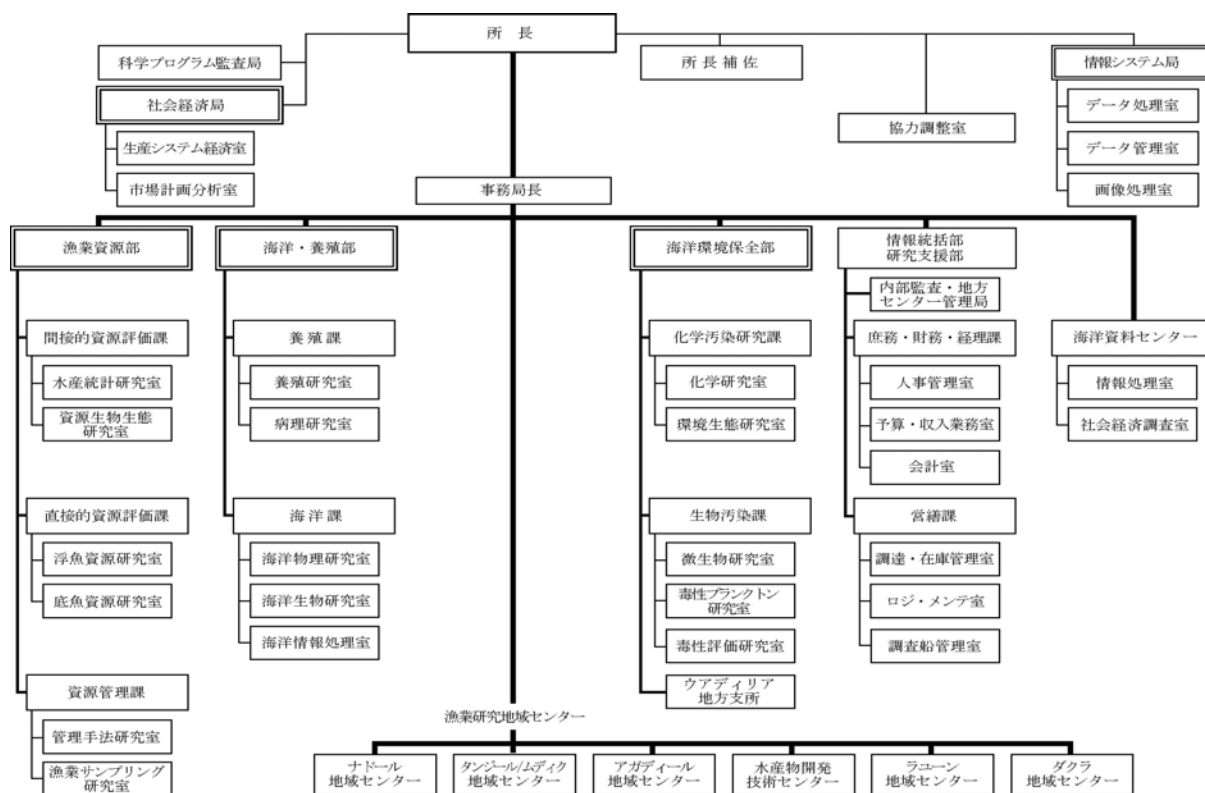 所 長
科学プログラム監査局
所長補佐
情報システム局
社会経済局
データ処理室
協力調整室
生産システム経済室
データ管理室
市場計画分析室
事務局長
画像処理室
漁業資源部
海洋・養殖部
海洋環境保全部
情報統括部
研究支援部
内部監査・地方
センター管理局
間接的資源評価課
養殖課
化学汚染研究課
庶務・財務・経理課
海洋資料センター
水産統計研究室
養殖研究室
化学研究室
人事管理室
情報処理室
資源生物生態
研究室
病理研究室
環境生態研究室
予算・収入業務室
社会経済調査室
会計室
直接的資源評価課
海洋課
生物汚染課
営繕課
浮魚資源研究室
海洋物理研究室
微生物研究室
調達・在庫管理室
底魚資源研究室
海洋生物研究室
毒性プランクトン
研究室
ロジ・メンテ室
海洋情報処理室
毒性評価研究室
調査船管理室
資源管理課
ウアディリア
地方支所
漁業研究地域センター
管理手法研究室
漁業サンプリング
研究室
ナドール
地域センター
タンジール/ムディク
地域センター
アガディール
地域センター
水産物開発
技術センター
ラユーン
地域センター
ダクラ
地域センター